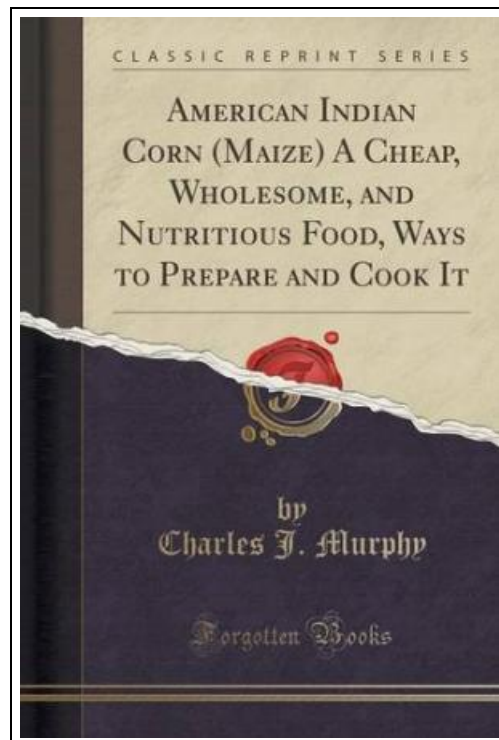 CLASSIC REPRINT SERIES
AMERICAN INDIAN
CORN (MAIZE) A CHEAP,
WHOLESOME, AND
NUTRITIOUS FOOD, WAYS
TO PREPARE AND COOK IT
F
by
Charles J. Murphy
Forgotten Books